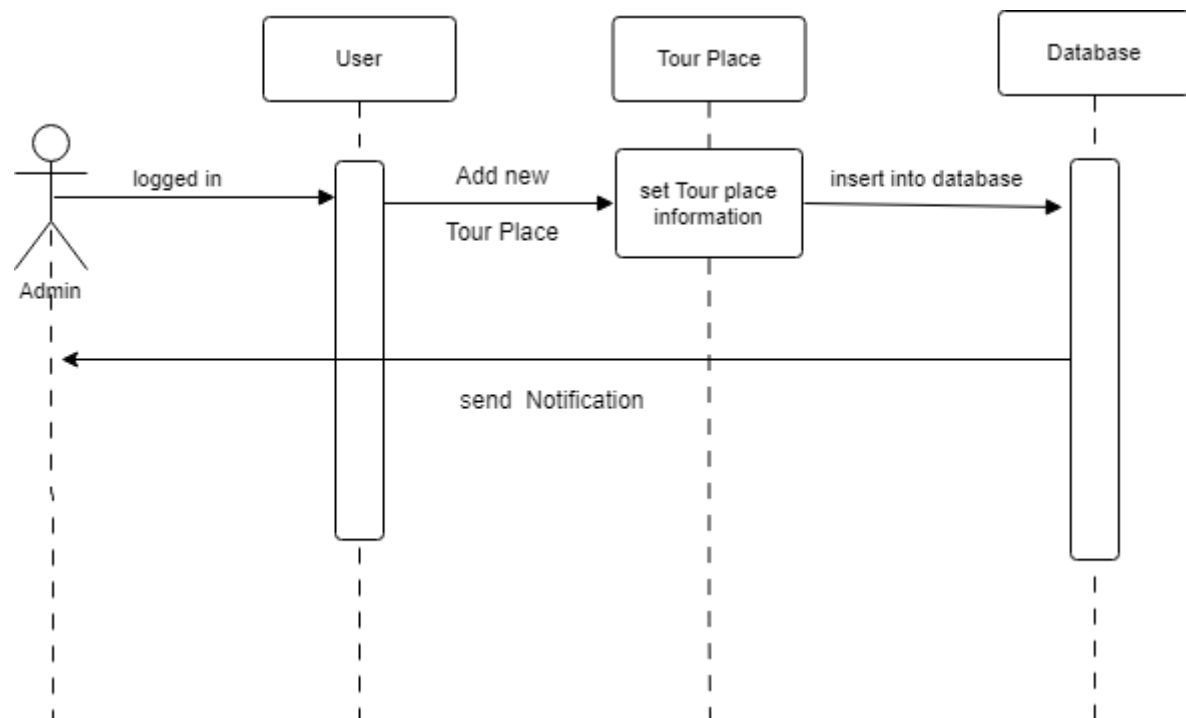 User
Tour Place
Database
logged in
Add new
Tour Place
set Tour place
information
insert into database
Admin
send  Notification